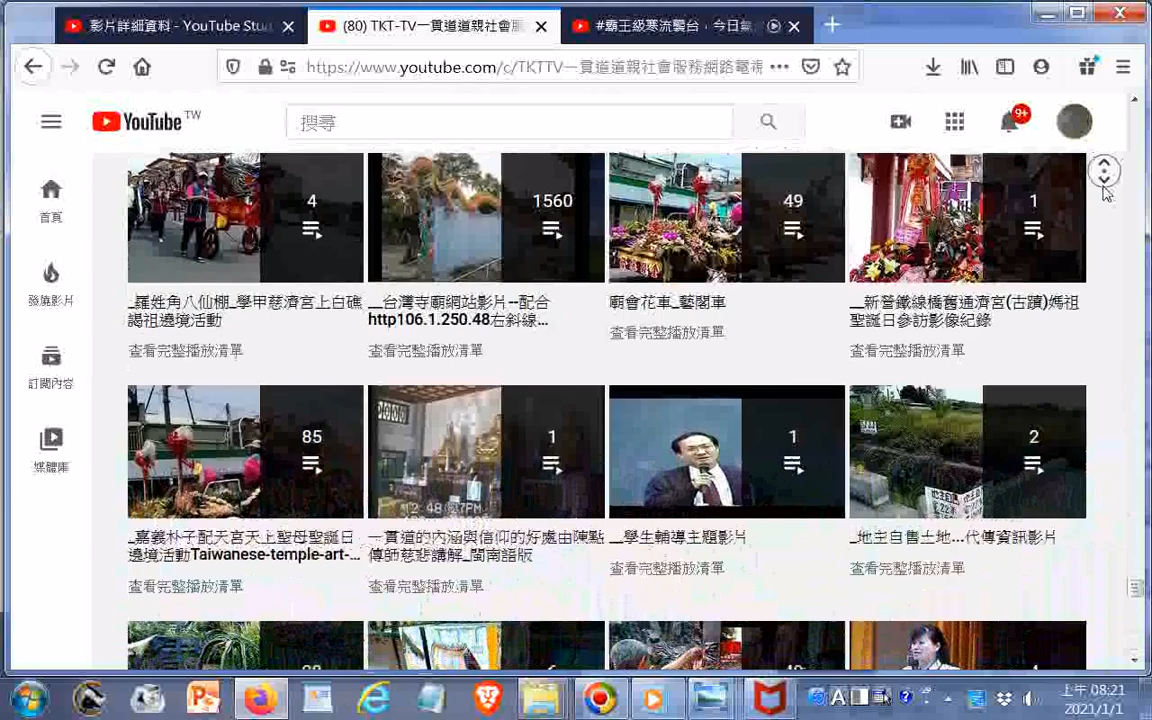 影片詳細資料 - YouTube Stu
(80) TKT-TV一貫道道親社會服
#霸王級寒流襲台，今日氣
https://www.youtube.com/c/TKTTV一貫道道親社會服務網路電視
YouTube TW
搜尋
9+
首頁
發燒影片
訂閱內容
媒體庫
4
1560
49
1
_羅姓角八仙棚_學甲慈濟宮上白礁
謁祖遶境活動
查看完整播放清單
__台灣寺廟網站影片--配合
http106.1.250.48右斜線...
查看完整播放清單
廟會花車_藝閣車
查看完整播放清單
__新營鐵線橋舊通濟宮(古蹟)媽祖
聖誕日參訪影像紀錄
查看完整播放清單
85
1
1
2
_嘉義朴子配天宮天上聖母聖誕日
遶境活動Taiwanese-temple-art-...
查看完整播放清單
一貫道的內涵與信仰的好處由陳點
傳師慈悲講解_閩南語版
查看完整播放清單
__學生輔導主題影片
查看完整播放清單
_地主自售土地...代傳資訊影片
查看完整播放清單
上午 08:21
2021/1/1